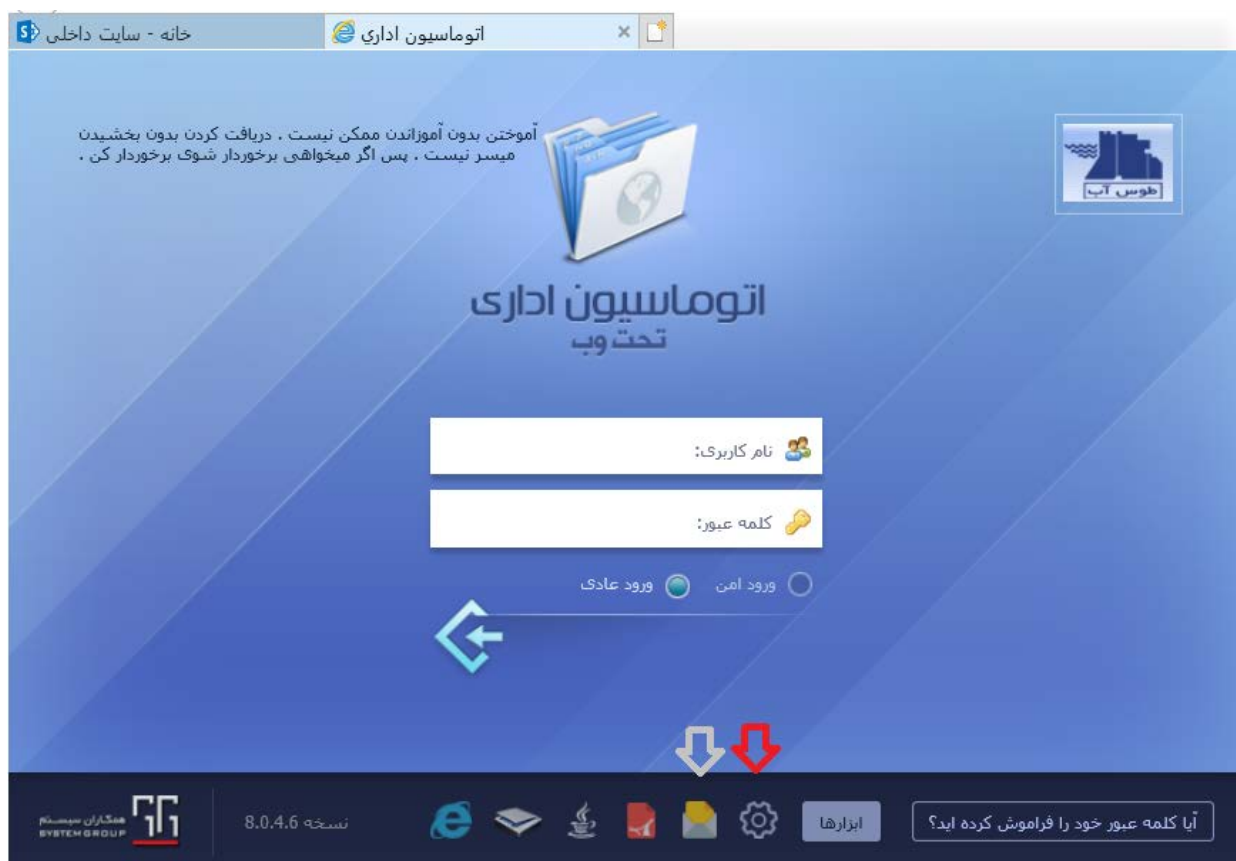 خانه - سایت داخلی
اتوماسیون اداري
آموختن بدون آموزاندن ممکن نیست . دریافت کردن بدون بخشیدن
میسر نیست ، پس اگر میخواهی برخوردار شوی برخوردار کن .
طوس آب
اتوماسیون اداری
تحت وب
نام کاربری:
کلمه عبور:
ورود امن
ورود عادی
آیا کلمه عبور خود را فراموش کرده اید؟
ابزارها
نسخه 8.0.4.6
همکاران سیستم
SYSTEM GROUP